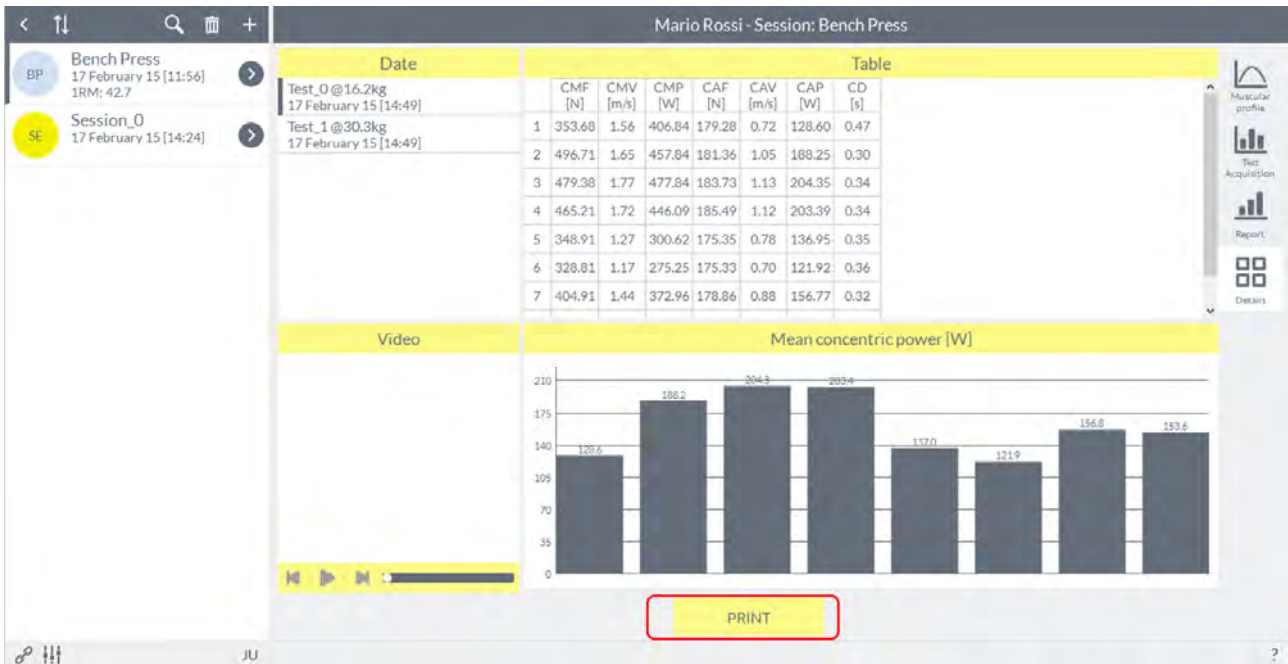 Mario Rossi - Session: Bench Press
BP
Bench Press
17 February 15 [11:56]
1RM: 42.7
SE
Session_0
17 February 15 [14:24]
Date
Test_0 @16.2kg
17 February 15 [14:49]
Test_1 @30.3kg
17 February 15 [14:49]
Table
CMF CMV CMP CAF CAV CAP CD
[N] [m/s] [W] [N] [m/s] [W] [s]
1 353.68 1.56 406.84 179.28 0.72 128.60 0.47
2 496.71 1.65 457.84 181.36 1.05 188.25 0.30
3 479.38 1.77 477.84 183.73 1.13 204.35 0.34
4 465.21 1.72 446.09 185.49 1.12 203.39 0.34
5 348.91 1.27 300.62 175.35 0.78 136.95 0.35
6 328.81 1.17 275.25 175.33 0.70 121.92 0.36
7 404.91 1.44 372.96 178.86 0.88 156.77 0.32
Muscular
profile
Test
Acquisition
Report
Details
Video
Mean concentric power [W]
210
175
140
105
70
35
0
128.6
188.2
204.3
203.4
137.0
121.9
156.8
153.6
PRINT
JU
?